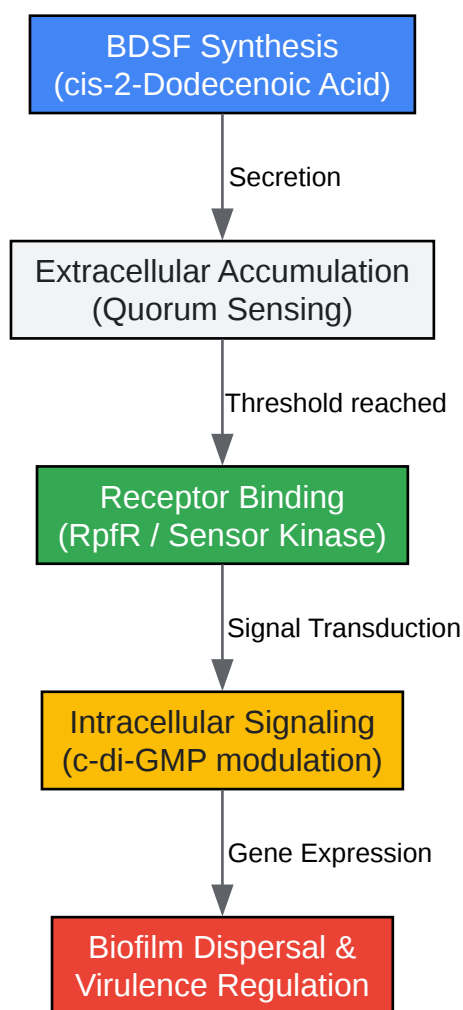 BDSF Synthesis
(cis-2-Dodecenoic Acid)
Secretion
Extracellular Accumulation
(Quorum Sensing)
Threshold reached
Receptor Binding
(RpfR / Sensor Kinase)
Signal Transduction
Intracellular Signaling
(c-di-GMP modulation)
Gene Expression
Biofilm Dispersal &
Virulence Regulation